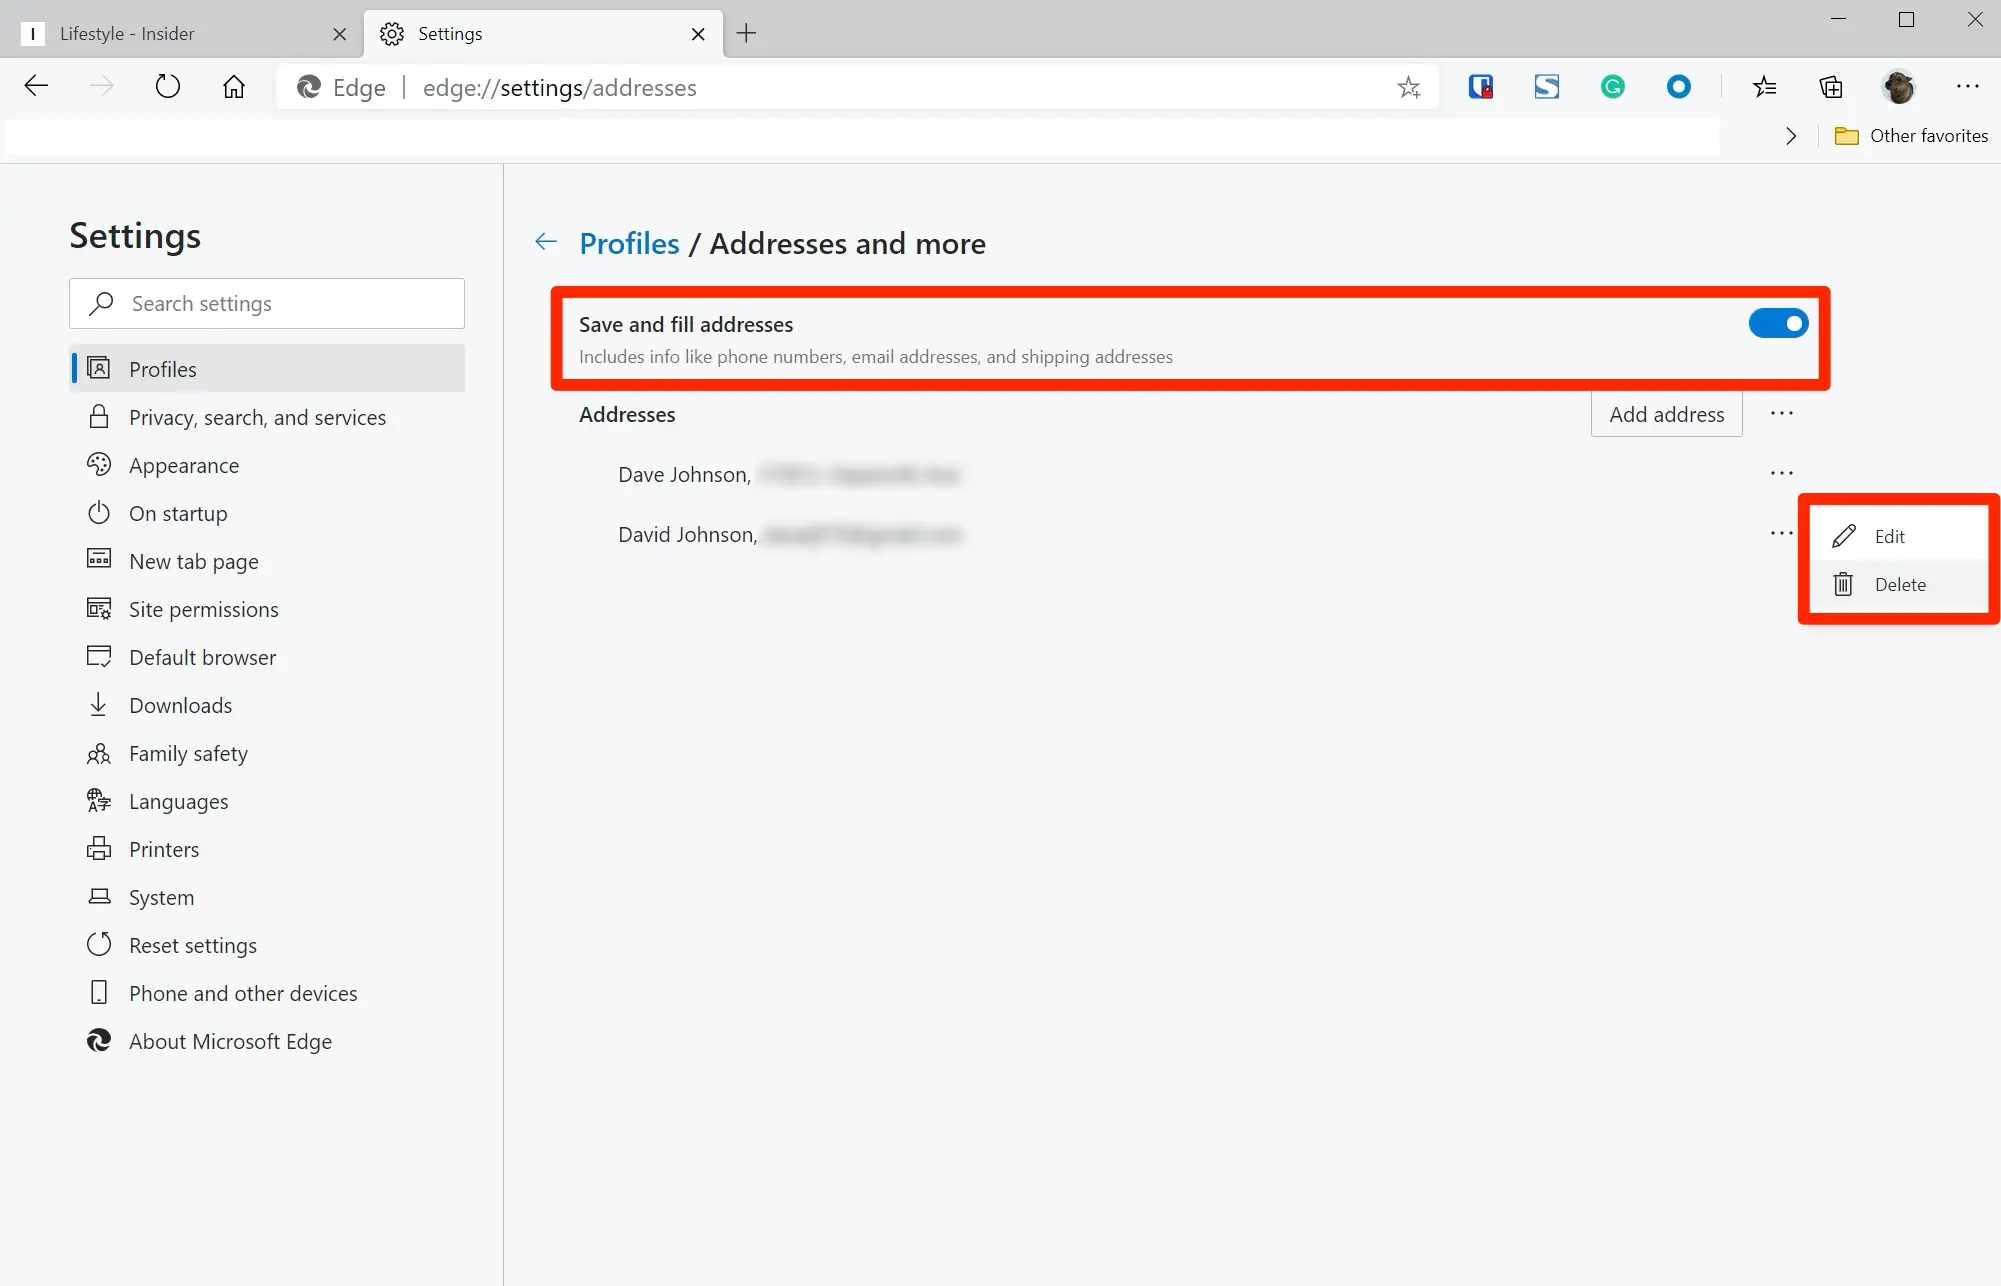 I Lifestyle - Insider
Settings
Edge | edge://settings/addresses
Other favorites
Settings
Search settings
Profiles
Privacy, search, and services
Appearance
On startup
New tab page
Site permissions
Default browser
Downloads
Family safety
Languages
Printers
System
Reset settings
Phone and other devices
About Microsoft Edge
Profiles / Addresses and more
Save and fill addresses
Includes info like phone numbers, email addresses, and shipping addresses
Addresses
Add address
Dave Johnson,
David Johnson,
Edit
Delete